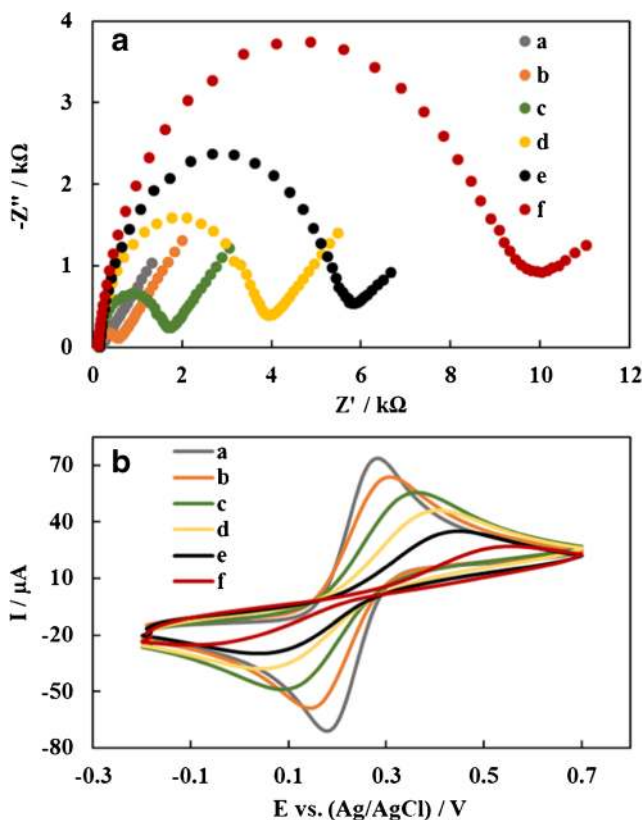 a
4
3
2
1
0
-Z" / kΩ
a
b
c
d
e
f
0
2
4
6
8
10
12
Z' / kΩ
b
70
40
10
-20
-50
-80
I / μA
a
b
c
d
e
f
-0.3
-0.1
0.1
0.3
0.5
0.7
E vs. (Ag/AgCl) / V